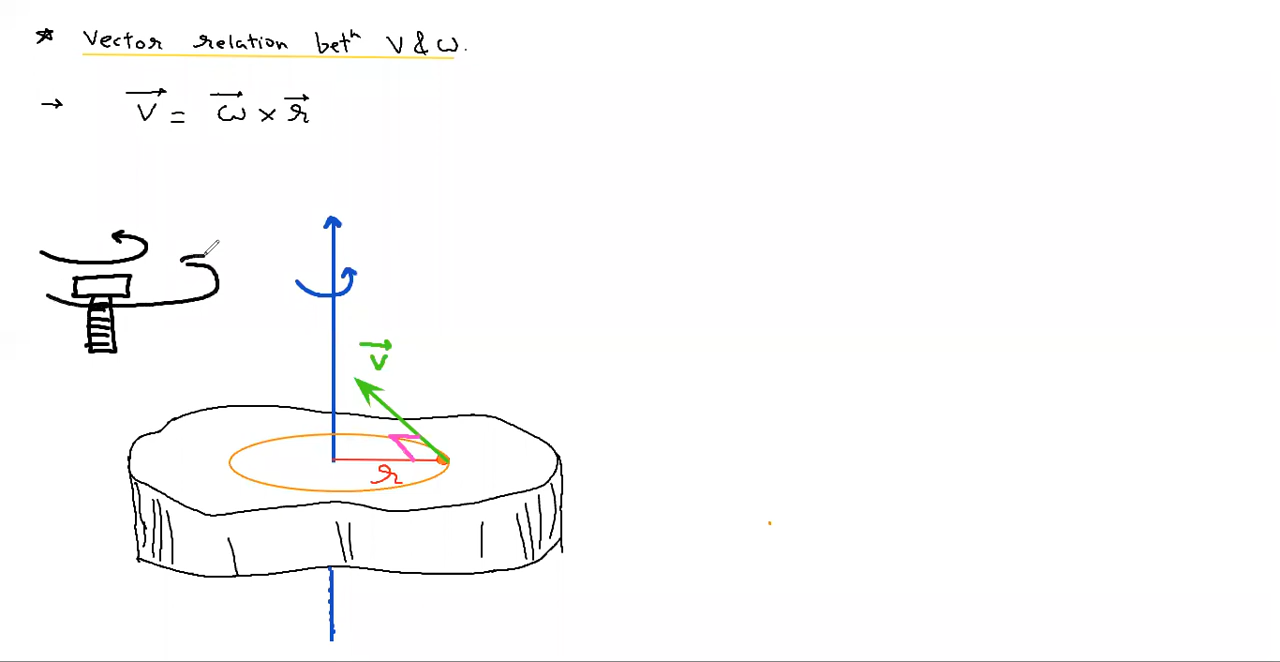 * Vector relation betⁿ V & ω.
→ V⃗ = ω⃗ × r⃗
V⃗
r